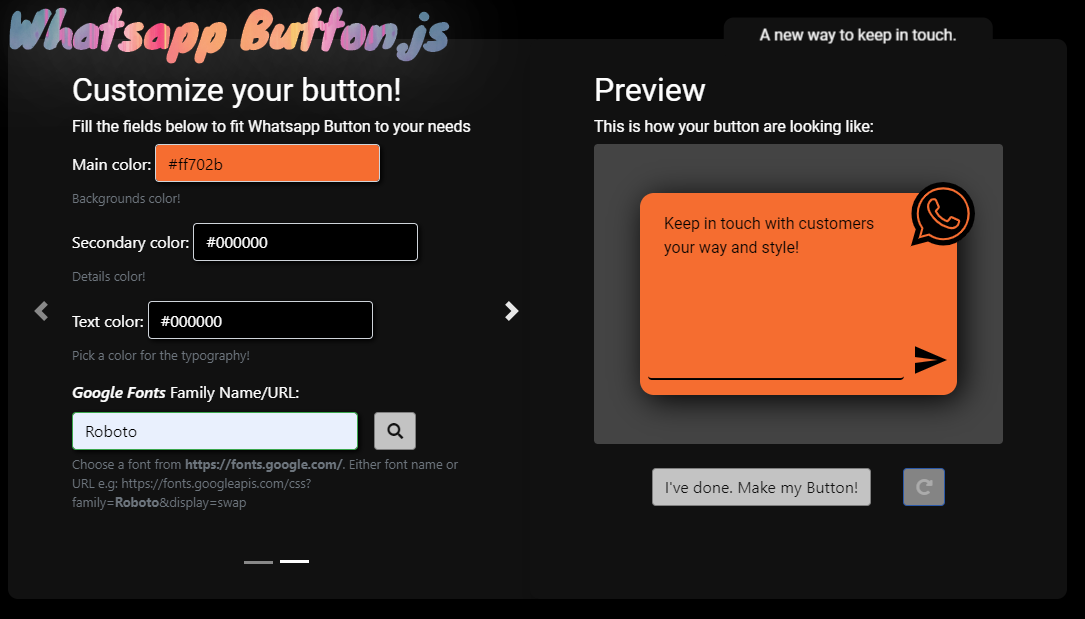 Whatsapp Button.js
A new way to keep in touch.
Customize your button!
Fill the fields below to fit Whatsapp Button to your needs
Main color: #ff702b
Backgrounds color!
Secondary color: #000000
Details color!
Text color: #000000
Pick a color for the typography!
Google Fonts Family Name/URL:
Roboto
Choose a font from https://fonts.google.com/. Either font name or
URL e.g: https://fonts.googleapis.com/css?
family=Roboto&display=swap
Preview
This is how your button are looking like:
Keep in touch with customers
your way and style!
I've done. Make my Button!